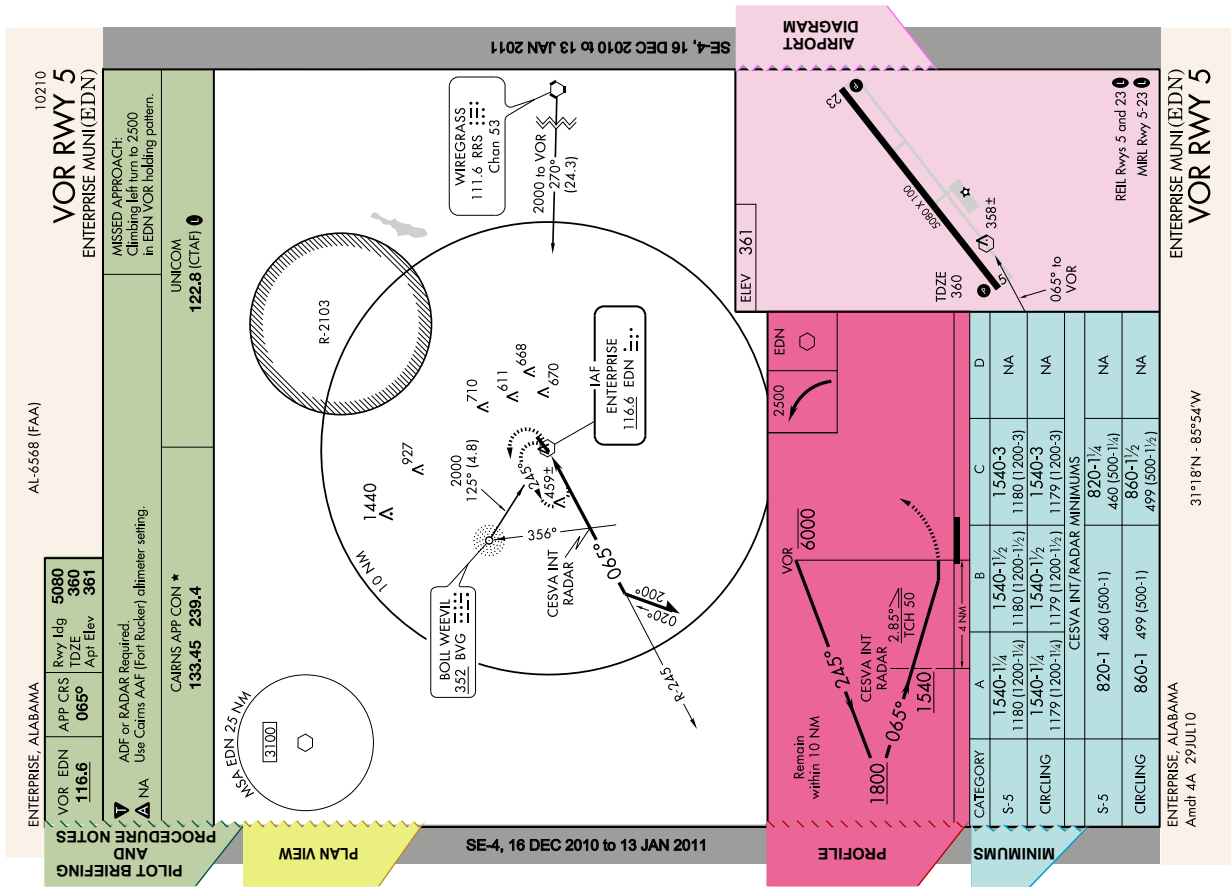 ENTERPRISE, ALABAMA
AL-6568 (FAA)
10210
VOR RWY 5
ENTERPRISE MUNI(EDN)
VOR EDN
116.6
APP CRS
065°
Rwy ldg 5080
TDZE 360
Apt Elev 361
T
A NA
ADF or RADAR Required.
Use Cairns AAF (Fort Rucker) altimeter setting.
MISSED APPROACH:
Climbing left turn to 2500
in EDN VOR holding pattern.
CAIRNS APP CON ★
133.45 239.4
UNICOM
122.8 (CTAF) L
PILOT BRIEFING
AND
PROCEDURE NOTES
PLAN VIEW
MSA EDN 25 NM
3100
10 NM
R-2103
1440
927
710
611
668
670
459±
BOIL WEEVIL
352 BVG
2000
125° (4.8)
356°
CESVA INT
RADAR
245°
065°
020°
200°
R-245
IAF
ENTERPRISE
116.6 EDN
WIREGRASS
111.6 RRS
Chan 53
2000 to VOR
270°
(24.3)
SE-4, 16 DEC 2010 to 13 JAN 2011
SE-4, 16 DEC 2010 to 13 JAN 2011
PROFILE
Remain
within 10 NM
VOR
6000
245°
1800
065°
CESVA INT
RADAR
1540
2.85°
TCH 50
4 NM
2500
EDN
AIRPORT
DIAGRAM
ELEV 361
23
P
5080 X 100
358±
TDZE
360
5
P
065° to
VOR
REIL Rwys 5 and 23 L
MIRL Rwy 5-23 L
MINIMUMS
CATEGORY A B C D
S-5 1540-1¼ 1540-1½ 1540-3 NA
1180 (1200-1¼) 1180 (1200-1½) 1180 (1200-3)
CIRCLING 1540-1¼ 1540-1½ 1540-3 NA
1179 (1200-1¼) 1179 (1200-1½) 1179 (1200-3)
CESVA INT/RADAR MINIMUMS
S-5 820-1 460 (500-1) 820-1¼ NA
460 (500-1¼)
CIRCLING 860-1 499 (500-1) 860-1½ NA
499 (500-1½)
ENTERPRISE, ALABAMA
Amdt 4A 29JUL10
31°18'N - 85°54'W
ENTERPRISE MUNI(EDN)
VOR RWY 5